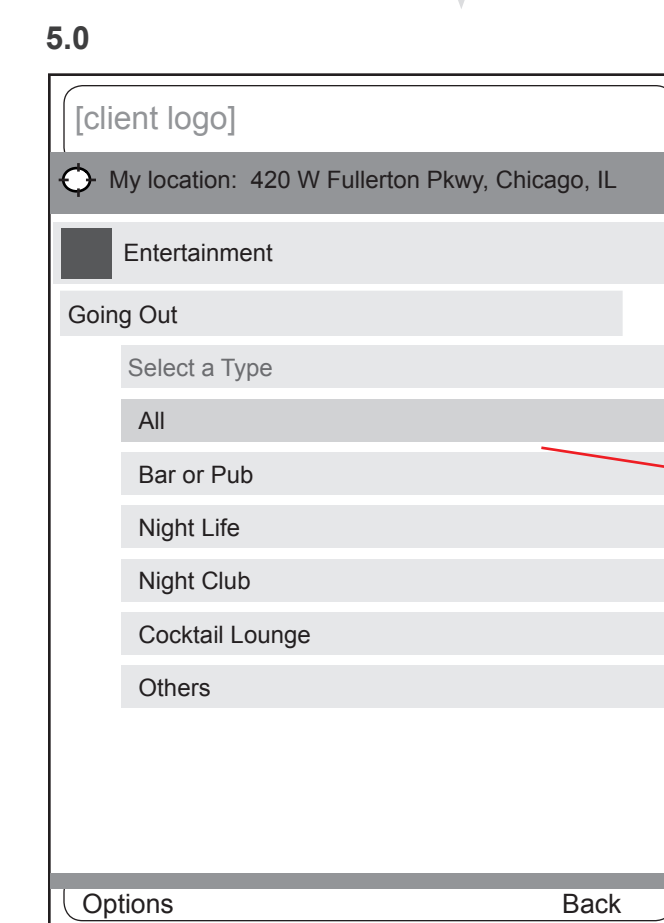 5.0
[client logo]
My location: 420 W Fullerton Pkwy, Chicago, IL
Entertainment
Going Out
Select a Type
All
Bar or Pub
Night Life
Night Club
Cocktail Lounge
Others
Options Back